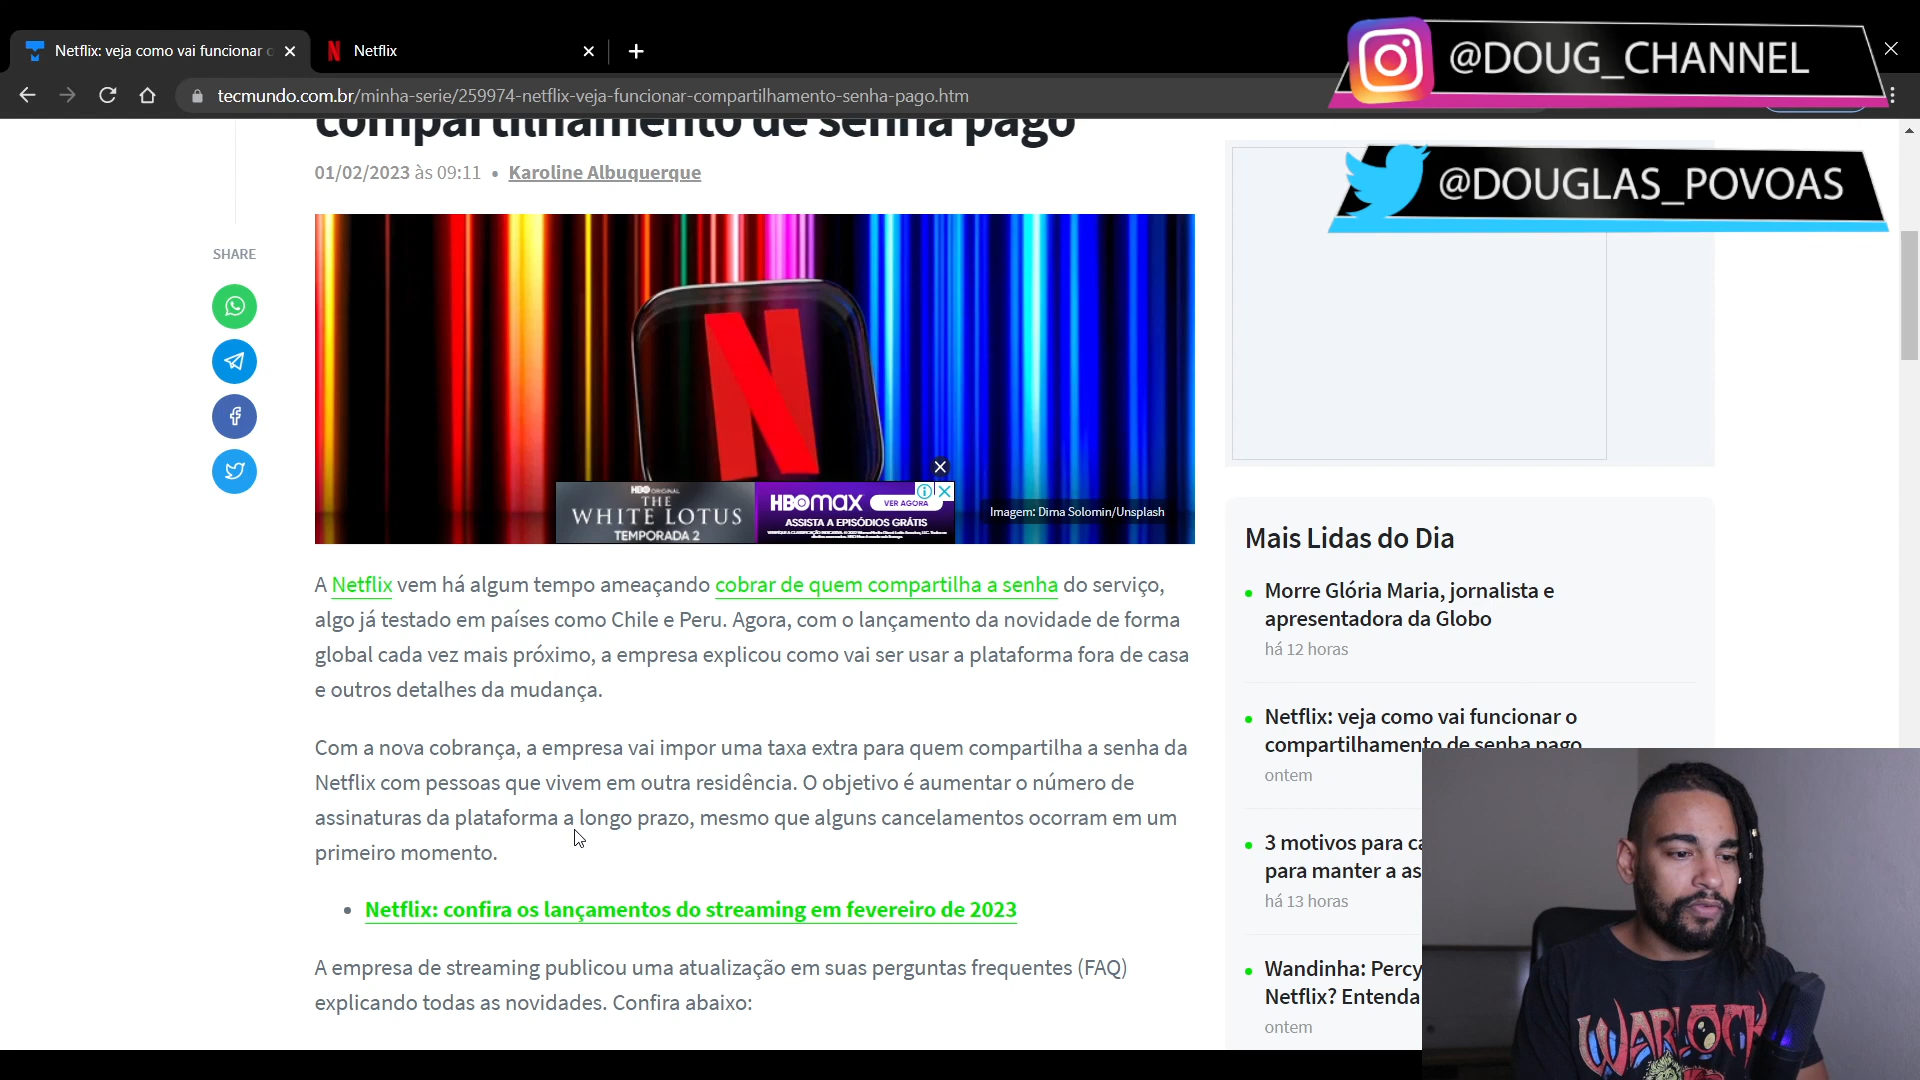 Netflix: veja como vai funcionar
Netflix
@DOUG_CHANNEL
tecmundo.com.br/minha-serie/259974-netflix-veja-funcionar-compartilhamento-senha-pago.htm
compartilhamento de senha pago
01/02/2023 às 09:11 • Karoline Albuquerque
@DOUGLAS_POVOAS
SHARE
N
HBO ORIGINAL
THE
WHITE LOTUS
TEMPORADA 2
HBOMAX
VER AGORA
ASSISTA A EPISÓDIOS GRÁTIS
Imagem: Dima Solomin/Unsplash
A Netflix vem há algum tempo ameaçando cobrar de quem compartilha a senha do serviço,
algo já testado em países como Chile e Peru. Agora, com o lançamento da novidade de forma
global cada vez mais próximo, a empresa explicou como vai ser usar a plataforma fora de casa
e outros detalhes da mudança.
Com a nova cobrança, a empresa vai impor uma taxa extra para quem compartilha a senha da
Netflix com pessoas que vivem em outra residência. O objetivo é aumentar o número de
assinaturas da plataforma a longo prazo, mesmo que alguns cancelamentos ocorram em um
primeiro momento.
• Netflix: confira os lançamentos do streaming em fevereiro de 2023
A empresa de streaming publicou uma atualização em suas perguntas frequentes (FAQ)
explicando todas as novidades. Confira abaixo:
Mais Lidas do Dia
• Morre Glória Maria, jornalista e
apresentadora da Globo
há 12 horas
• Netflix: veja como vai funcionar o
compartilhamento de senha pago
ontem
• 3 motivos para
para manter a
há 13 horas
• Wandinha: Percy
Netflix? Entenda
ontem
WARLOCK